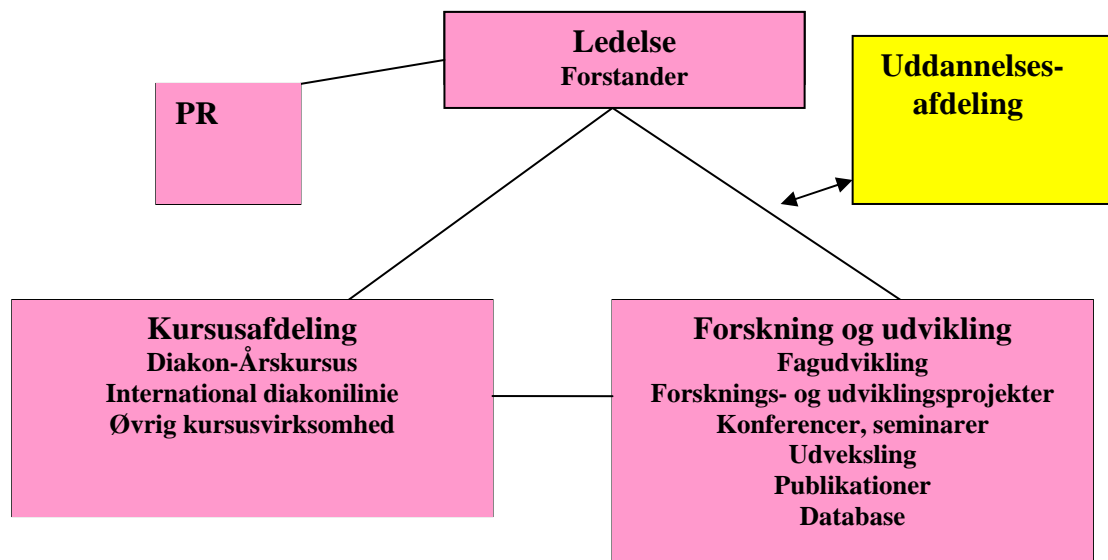 Ledelse
Forstander
PR
Uddannelses-
afdeling
Kursusafdeling
Diakon-Årskursus
International diakonilinie
Øvrig kursusvirksomhed
Forskning og udvikling
Fagudvikling
Forsknings- og udviklingsprojekter
Konferencer, seminarer
Udveksling
Publikationer
Database